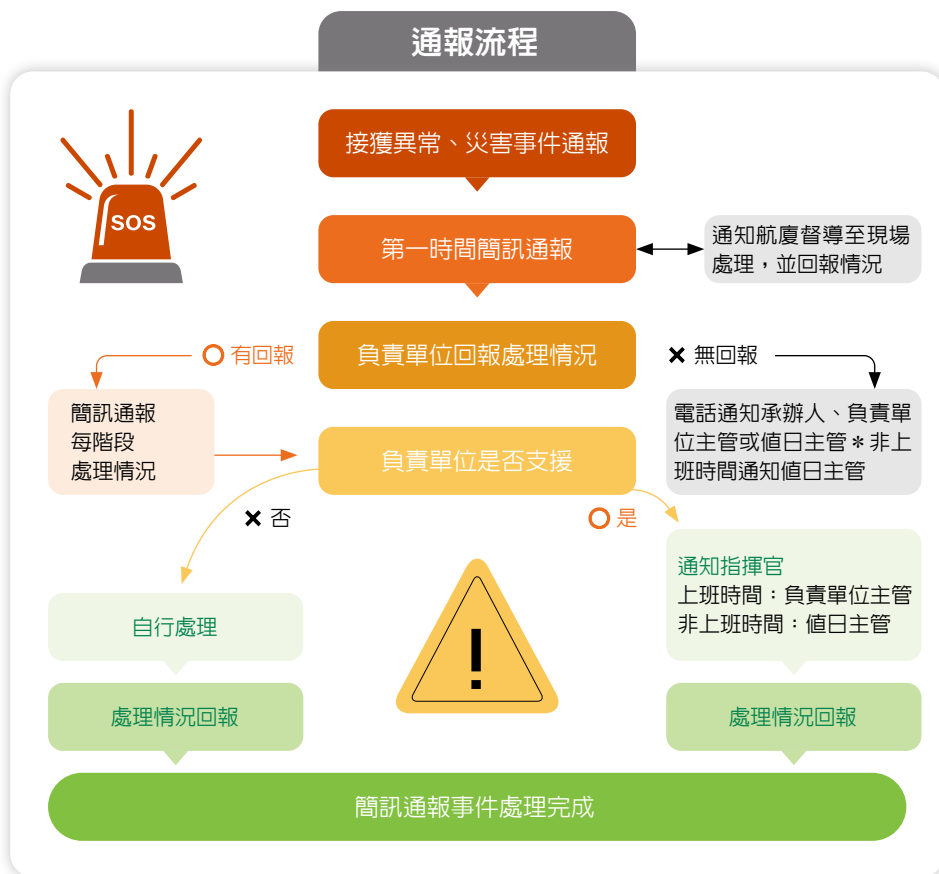 通報流程
接獲異常、災害事件通報
SOS
第一時間簡訊通報
通知航廈督導至現場
處理，並回報情況
有回報
負責單位回報處理情況
無回報
簡訊通報
每階段
處理情況
電話通知承辦人、負責單
位主管或值日主管＊非上
班時間通知值日主管
負責單位是否支援
否
是
通知指揮官
上班時間：負責單位主管
非上班時間：值日主管
自行處理
處理情況回報
處理情況回報
簡訊通報事件處理完成